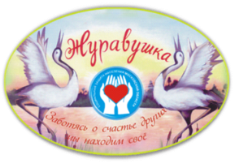 Журавушка
Заботясь о счастье других,
мы находим своё